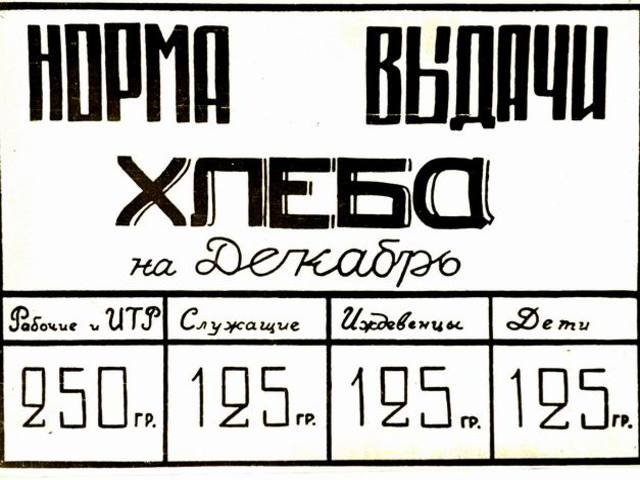 НОРМА ВЫДАЧИ
ХЛЕБА
на Декабрь
Рабочие и ИТР Служащие Иждевенцы Дети
250 ГР. 125 ГР. 125 ГР. 125 ГР.